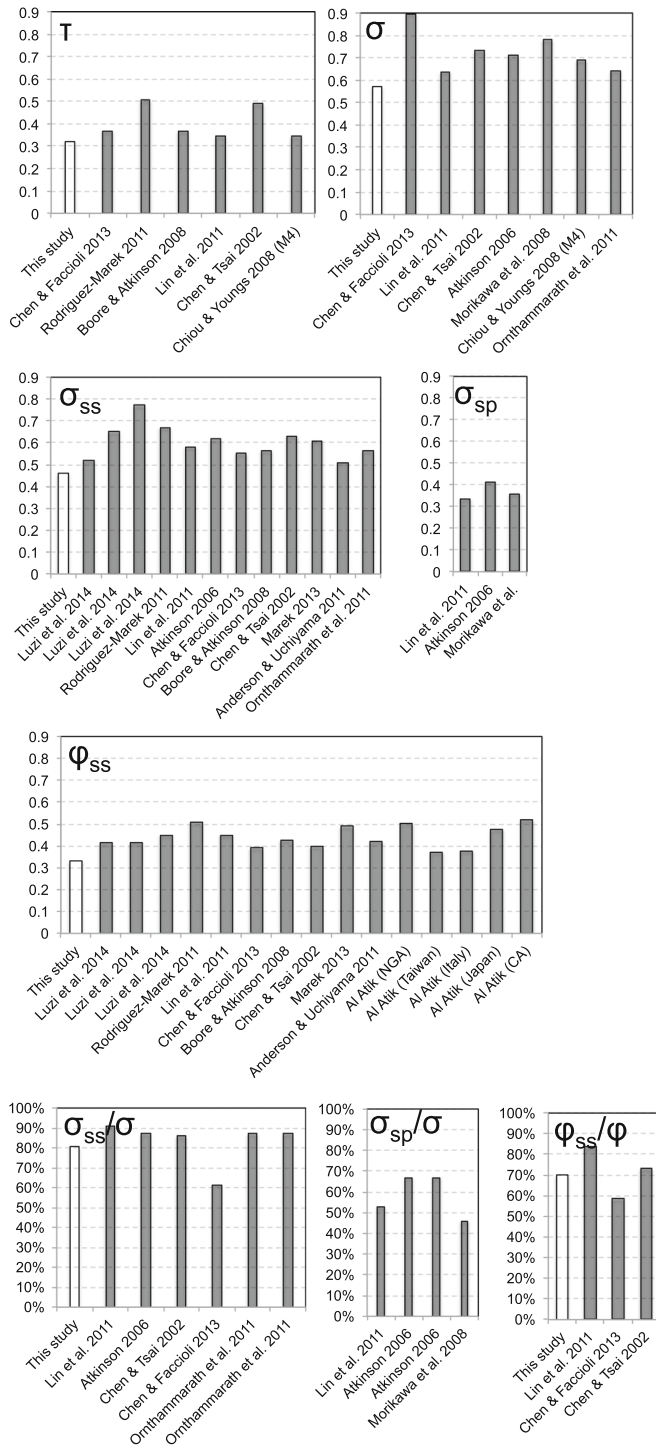 τ
0.9
0.8
0.7
0.6
0.5
0.4
0.3
0.2
0.1
0
This study
Chen & Faccioli 2013
Rodriguez-Marek 2011
Boore & Atkinson 2008
Lin et al. 2011
Chen & Tsai 2002
Chiou & Youngs 2008 (M4)
σ
0.9
0.8
0.7
0.6
0.5
0.4
0.3
0.2
0.1
0
This study
Chen & Faccioli 2013
Lin et al. 2011
Chen & Tsai 2002
Atkinson 2006
Morikawa et al. 2008
Chiou & Youngs 2008 (M4)
Ornthammarath et al. 2011
σss
0.9
0.8
0.7
0.6
0.5
0.4
0.3
0.2
0.1
0
This study
Luzi et al. 2014
Luzi et al. 2014
Luzi et al. 2014
Rodriguez-Marek 2011
Lin et al. 2011
Atkinson 2006
Chen & Faccioli 2013
Boore & Atkinson 2008
Chen & Tsai 2002
Marek 2013
Anderson & Uchiyama 2011
Ornthammarath et al. 2011
σsp
0.9
0.8
0.7
0.6
0.5
0.4
0.3
0.2
0.1
0
Lin et al. 2011
Atkinson 2006
Morikawa et al.
φss
0.9
0.8
0.7
0.6
0.5
0.4
0.3
0.2
0.1
0
This study
Luzi et al. 2014
Luzi et al. 2014
Luzi et al. 2014
Rodriguez-Marek 2011
Lin et al. 2011
Chen & Faccioli 2013
Boore & Atkinson 2008
Chen & Tsai 2002
Marek 2013
Anderson & Uchiyama 2011
Al Atik (NGA)
Al Atik (Taiwan)
Al Atik (Italy)
Al Atik (Japan)
Al Atik (CA)
σss/σ
100%
90%
80%
70%
60%
50%
40%
30%
20%
10%
0%
This study
Lin et al. 2011
Atkinson 2006
Chen & Tsai 2002
Chen & Faccioli 2013
Ornthammarath et al. 2011
Ornthammarath et al. 2011
σsp/σ
100%
90%
80%
70%
60%
50%
40%
30%
20%
10%
0%
Lin et al. 2011
Atkinson 2006
Atkinson 2006
Morikawa et al. 2008
φss/φ
100%
90%
80%
70%
60%
50%
40%
30%
20%
10%
0%
This study
Lin et al. 2011
Chen & Faccioli 2013
Chen & Tsai 2002